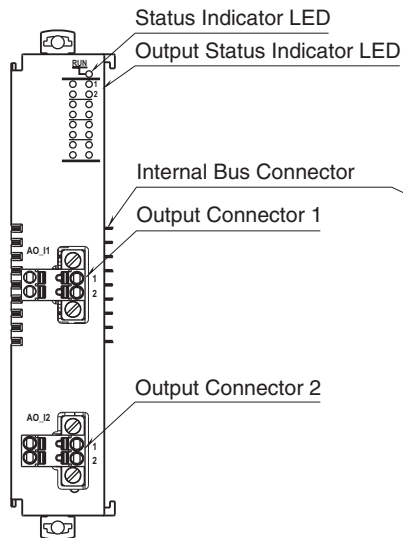 Status Indicator LED
Output Status Indicator LED
RUN
1
2
Internal Bus Connector
Output Connector 1
AO_I1
1
2
Output Connector 2
AO_I2
1
2